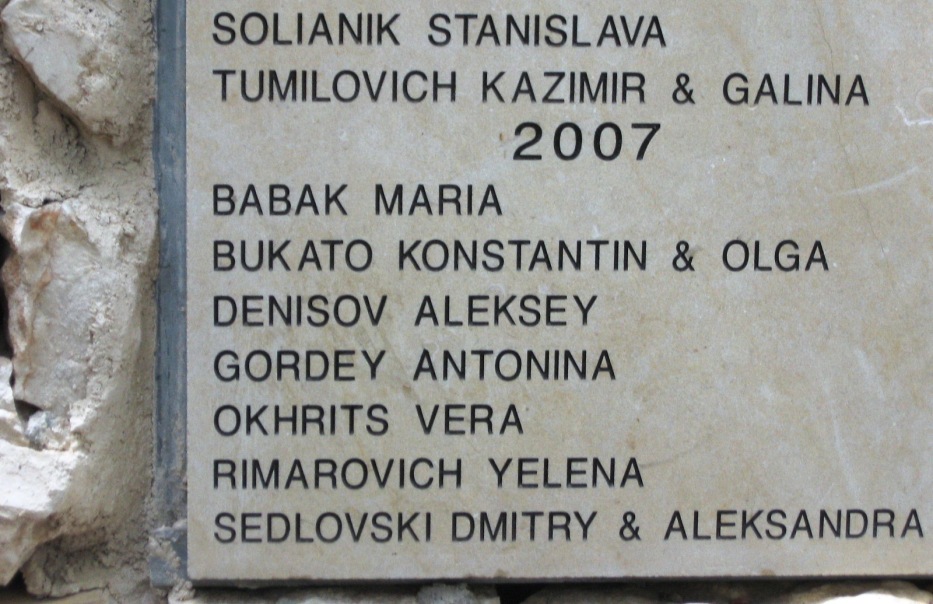 SOLIANIK STANISLAVA
TUMILOVICH KAZIMIR & GALINA
2007
BABAK MARIA
BUKATO KONSTANTIN & OLGA
DENISOV ALEKSEY
GORDEY ANTONINA
OKHRITS VERA
RIMAROVICH YELENA
SEDLOVSKI DMITRY & ALEKSANDRA